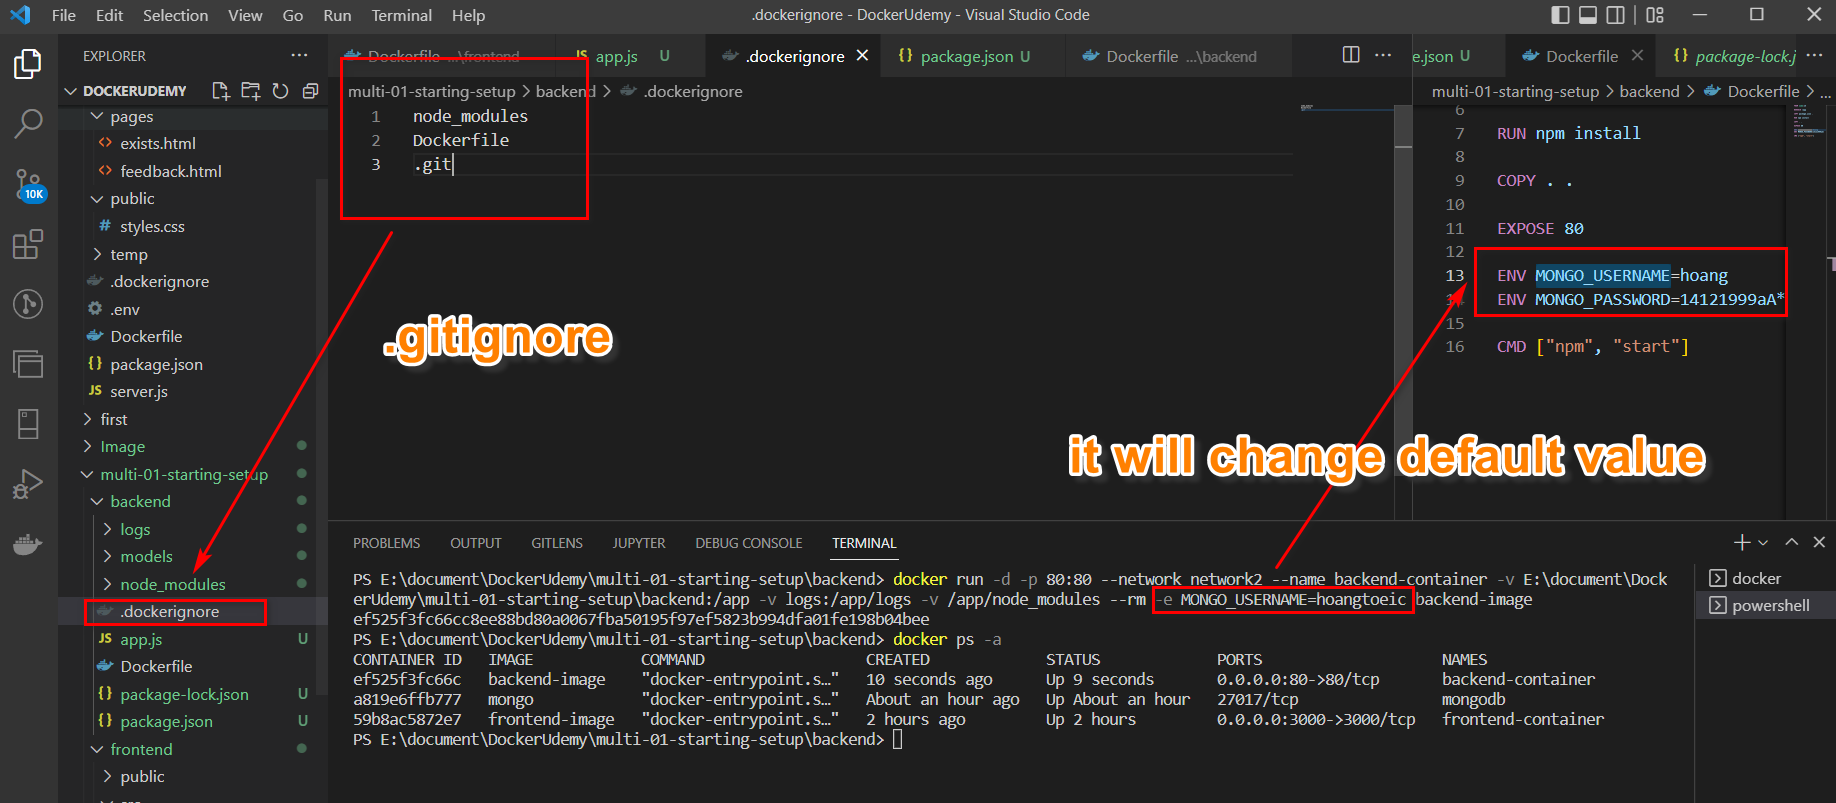 File Edit Selection View Go Run Terminal Help
.dockerignore - DockerUdemy - Visual Studio Code
EXPLORER
DOCKERUDEMY
pages
exists.html
feedback.html
public
styles.css
temp
.dockerignore
.env
Dockerfile
package.json
JS server.js
first
Image
multi-01-starting-setup
backend
logs
models
node_modules
.dockerignore
JS app.js U
Dockerfile
package-lock.json U
package.json U
frontend
public
10K
Dockerfile ...\frontend
JS app.js U
.dockerignore
package.json U
Dockerfile ...\backend
multi-01-starting-setup > backend > .dockerignore
1 node_modules
2 Dockerfile
3 .git
.gitignore
e.json U
Dockerfile
package-lock.j
multi-01-starting-setup > backend > Dockerfile > ...
6
7 RUN npm install
8
9 COPY . .
10
11 EXPOSE 80
12
13 ENV MONGO_USERNAME=hoang
14 ENV MONGO_PASSWORD=14121999aA*
15
16 CMD ["npm", "start"]
it will change default value
PROBLEMS OUTPUT GITLENS JUPYTER DEBUG CONSOLE TERMINAL
PS E:\document\DockerUdemy\multi-01-starting-setup\backend> docker run -d -p 80:80 --network network2 --name backend-container -v E:\document\Dock
erUdemy\multi-01-starting-setup\backend:/app -v logs:/app/logs -v /app/node_modules --rm -e MONGO_USERNAME=hoangtoeic backend-image
ef525f3fc66cc8ee88bd80a0067fba50195f97ef5823b994dfa01fe198b04bee
PS E:\document\DockerUdemy\multi-01-starting-setup\backend> docker ps -a
CONTAINER ID IMAGE COMMAND CREATED STATUS PORTS NAMES
ef525f3fc66c backend-image "docker-entrypoint.s…" 10 seconds ago Up 9 seconds 0.0.0.0:80->80/tcp backend-container
a819e6ffb777 mongo "docker-entrypoint.s…" About an hour ago Up About an hour 27017/tcp mongodb
59b8ac5872e7 frontend-image "docker-entrypoint.s…" 2 hours ago Up 2 hours 0.0.0.0:3000->3000/tcp frontend-container
PS E:\document\DockerUdemy\multi-01-starting-setup\backend>
docker
powershell